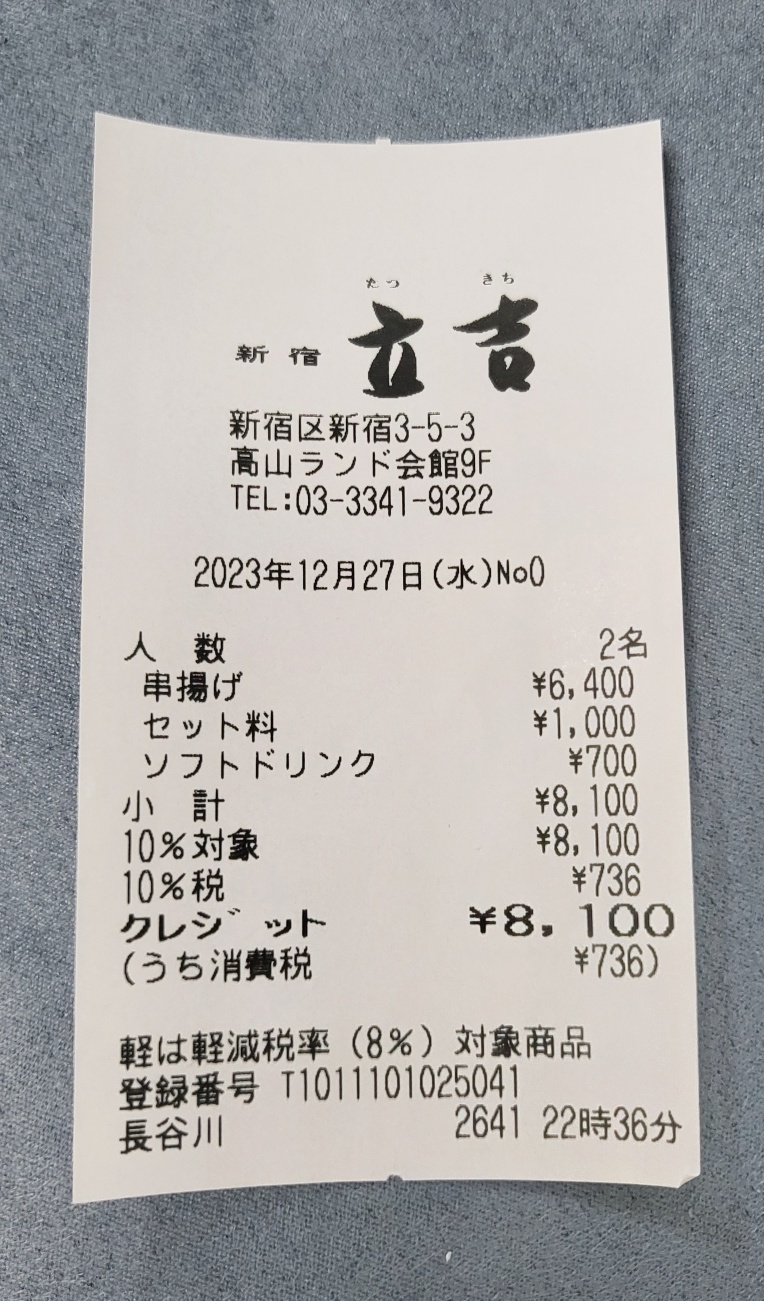 たつ きち
新宿 立吉
新宿区新宿3-5-3
高山ランド会館9F
TEL:03-3341-9322
2023年12月27日(水)No0
人 数 2名
串揚げ ¥6,400
セット料 ¥1,000
ソフトドリンク ¥700
小 計 ¥8,100
10%対象 ¥8,100
10%税 ¥736
クレジット ¥8,100
(うち消費税 ¥736)
軽は軽減税率(8%)対象商品
登録番号 T1011101025041
長谷川 2641 22時36分